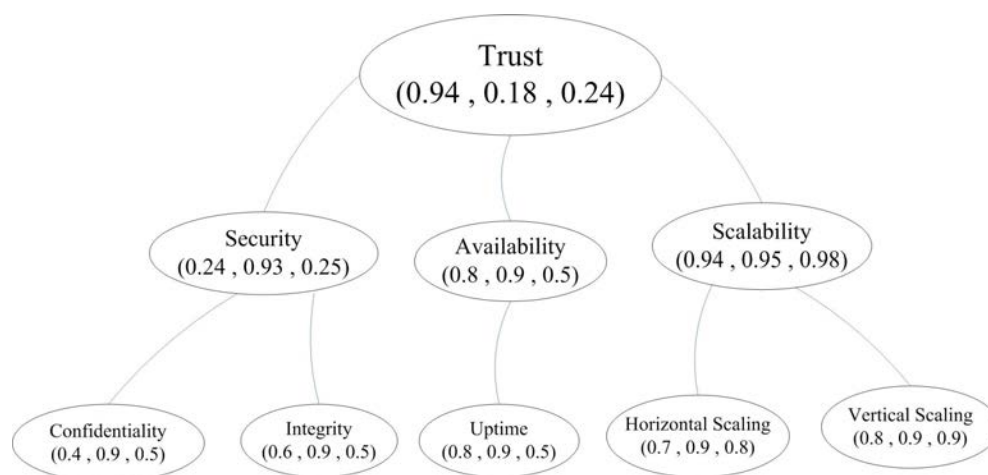 Trust
(0.94 , 0.18 , 0.24)
Security
(0.24 , 0.93 , 0.25)
Availability
(0.8 , 0.9 , 0.5)
Scalability
(0.94 , 0.95 , 0.98)
Confidentiality
(0.4 , 0.9 , 0.5)
Integrity
(0.6 , 0.9 , 0.5)
Uptime
(0.8 , 0.9 , 0.5)
Horizontal Scaling
(0.7 , 0.9 , 0.8)
Vertical Scaling
(0.8 , 0.9 , 0.9)